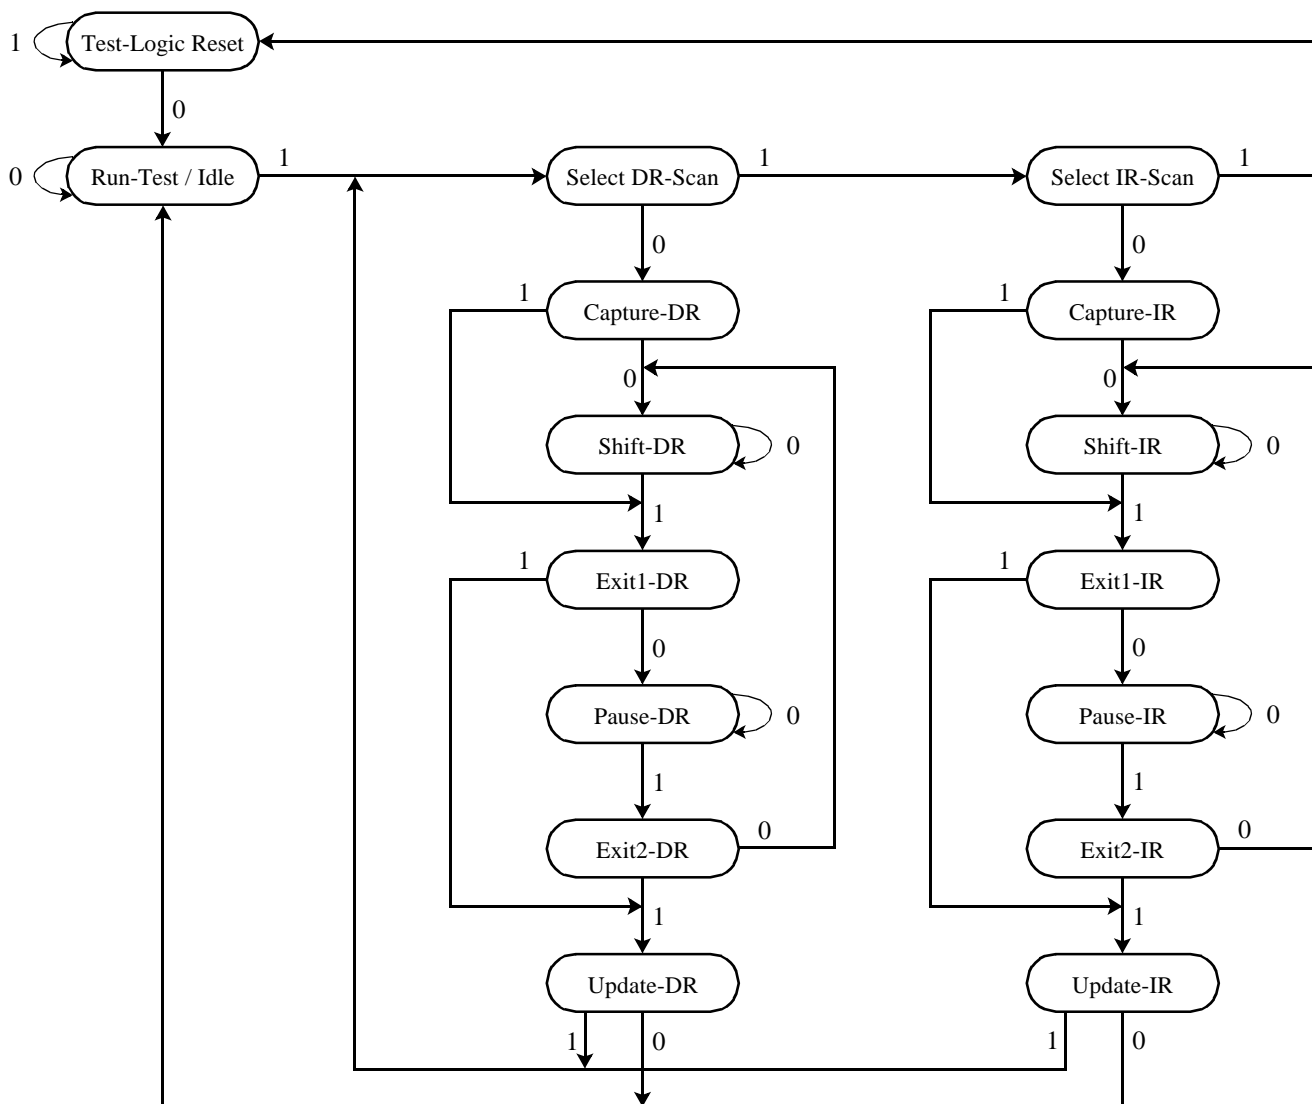 1
Test-Logic Reset
0
0
Run-Test / Idle
1
Select DR-Scan
1
Select IR-Scan
1
0
0
1
Capture-DR
1
Capture-IR
0
0
Shift-DR
0
Shift-IR
0
1
1
1
Exit1-DR
1
Exit1-IR
0
0
Pause-DR
0
Pause-IR
0
1
1
Exit2-DR
0
Exit2-IR
0
1
1
Update-DR
Update-IR
1
0
1
0